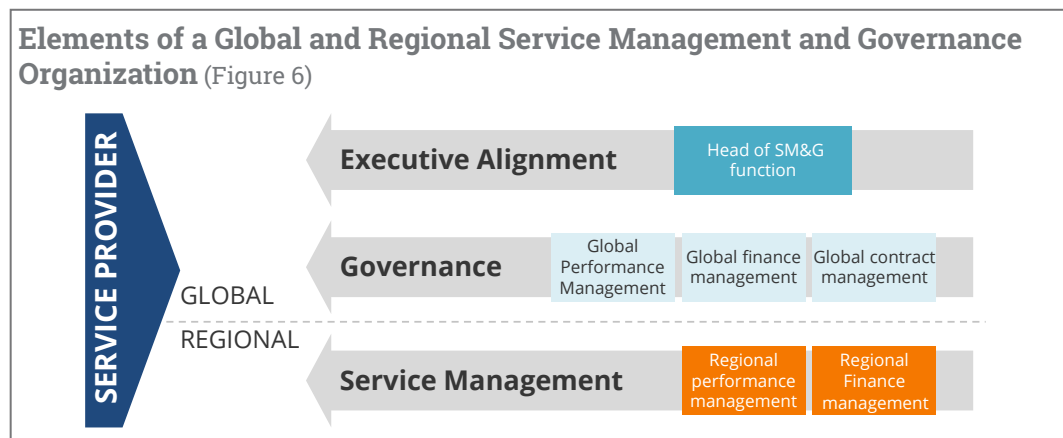 Elements of a Global and Regional Service Management and Governance
Organization (Figure 6)
SERVICE PROVIDER
Executive Alignment
Head of SM&G
function
Governance
Global
Performance
Management
Global finance
management
Global contract
management
GLOBAL
REGIONAL
Service Management
Regional
performance
management
Regional
Finance
management